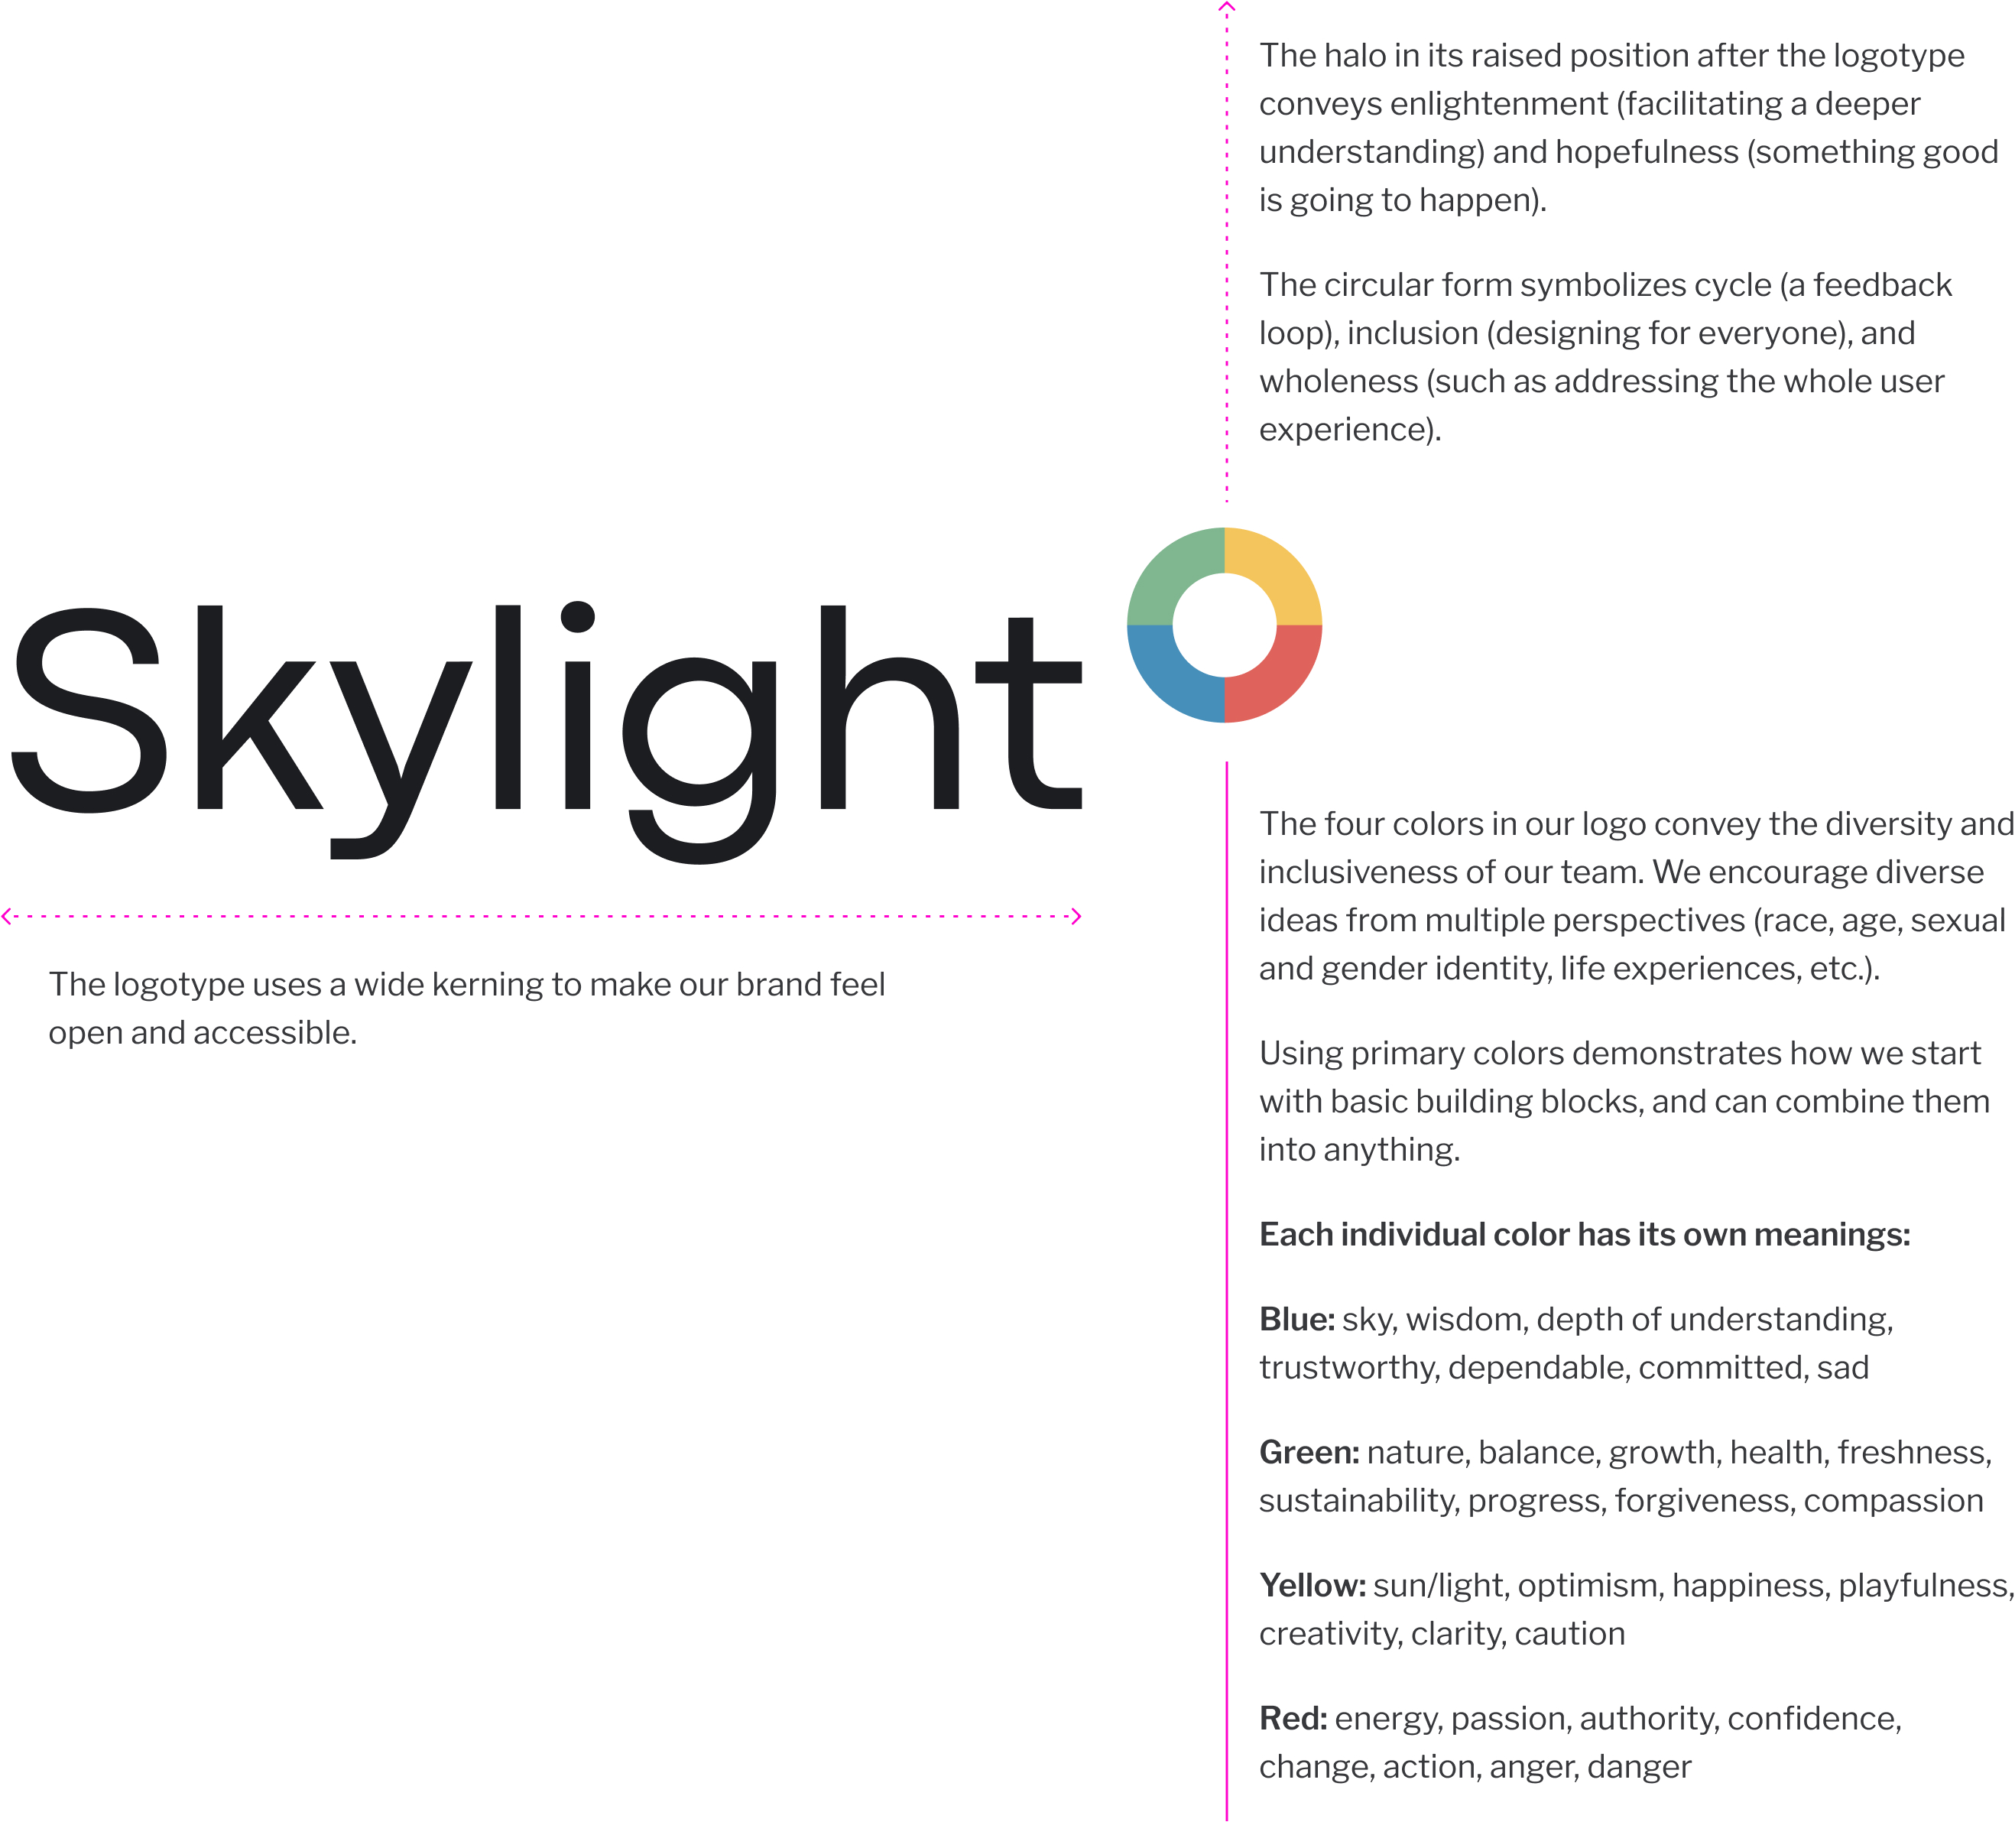 The halo in its raised position after the logotype
conveys enlightenment (facilitating a deeper
understanding) and hopefulness (something good
is going to happen).
The circular form symbolizes cycle (a feedback
loop), inclusion (designing for everyone), and
wholeness (such as addressing the whole user
experience).
Skylight
The logotype uses a wide kerning to make our brand feel
open and accessible.
The four colors in our logo convey the diversity and
inclusiveness of our team. We encourage diverse
ideas from multiple perspectives (race, age, sexual
and gender identity, life experiences, etc.).
Using primary colors demonstrates how we start
with basic building blocks, and can combine them
into anything.
Each individual color has its own meanings:
Blue: sky, wisdom, depth of understanding,
trustworthy, dependable, committed, sad
Green: nature, balance, growth, health, freshness,
sustainability, progress, forgiveness, compassion
Yellow: sun/light, optimism, happiness, playfulness,
creativity, clarity, caution
Red: energy, passion, authority, confidence,
change, action, anger, danger